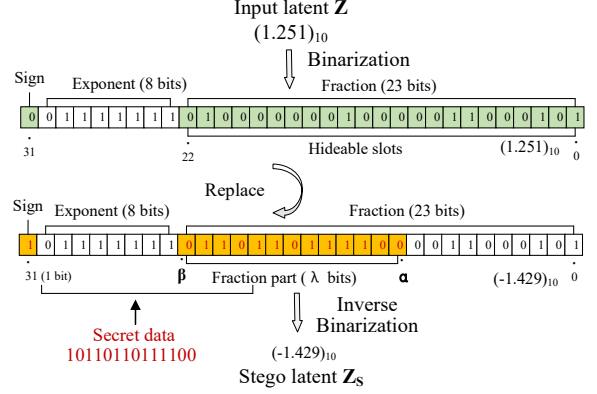 Input latent Z
(1.251)₁₀
Binarization
Sign
Exponent (8 bits)
Fraction (23 bits)
0 0 1 1 1 1 1 1 1 0 1 0 0 0 0 0 0 0 1 0 0 0 0 0 1 1 0 0 0 1 0 1
31
22
Hideable slots
(1.251)₁₀
0
Replace
Sign
Exponent (8 bits)
Fraction (23 bits)
1 0 1 1 1 1 1 1 1 0 1 1 0 1 1 0 1 1 1 1 0 0 0 0 1 1 0 0 0 1 0 1
31 (1 bit)
β
Fraction part ( λ bits)
α
(-1.429)₁₀
0
Inverse
Binarization
Secret data
10110110111100
(-1.429)₁₀
Stego latent Zs